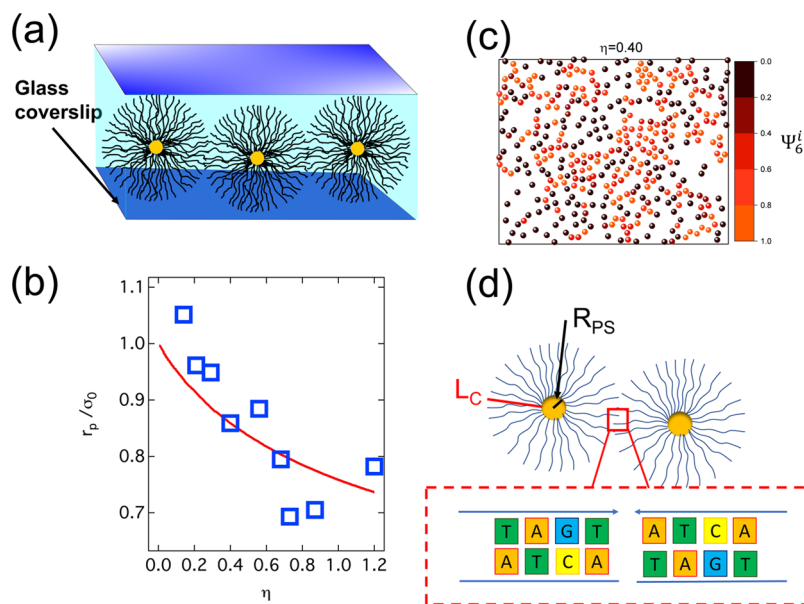 (a)
Glass
coverslip
(b)
1.1
1.0
0.9
0.8
0.7
r_p/σ_0
0.0
0.2
0.4
0.6
0.8
1.0
1.2
η
(c)
η=0.40
0.0
0.2
0.4
0.6
0.8
1.0
Ψ_6^i
(d)
R_PS
L_C
T A G T
A T C A
A T C A
T A G T